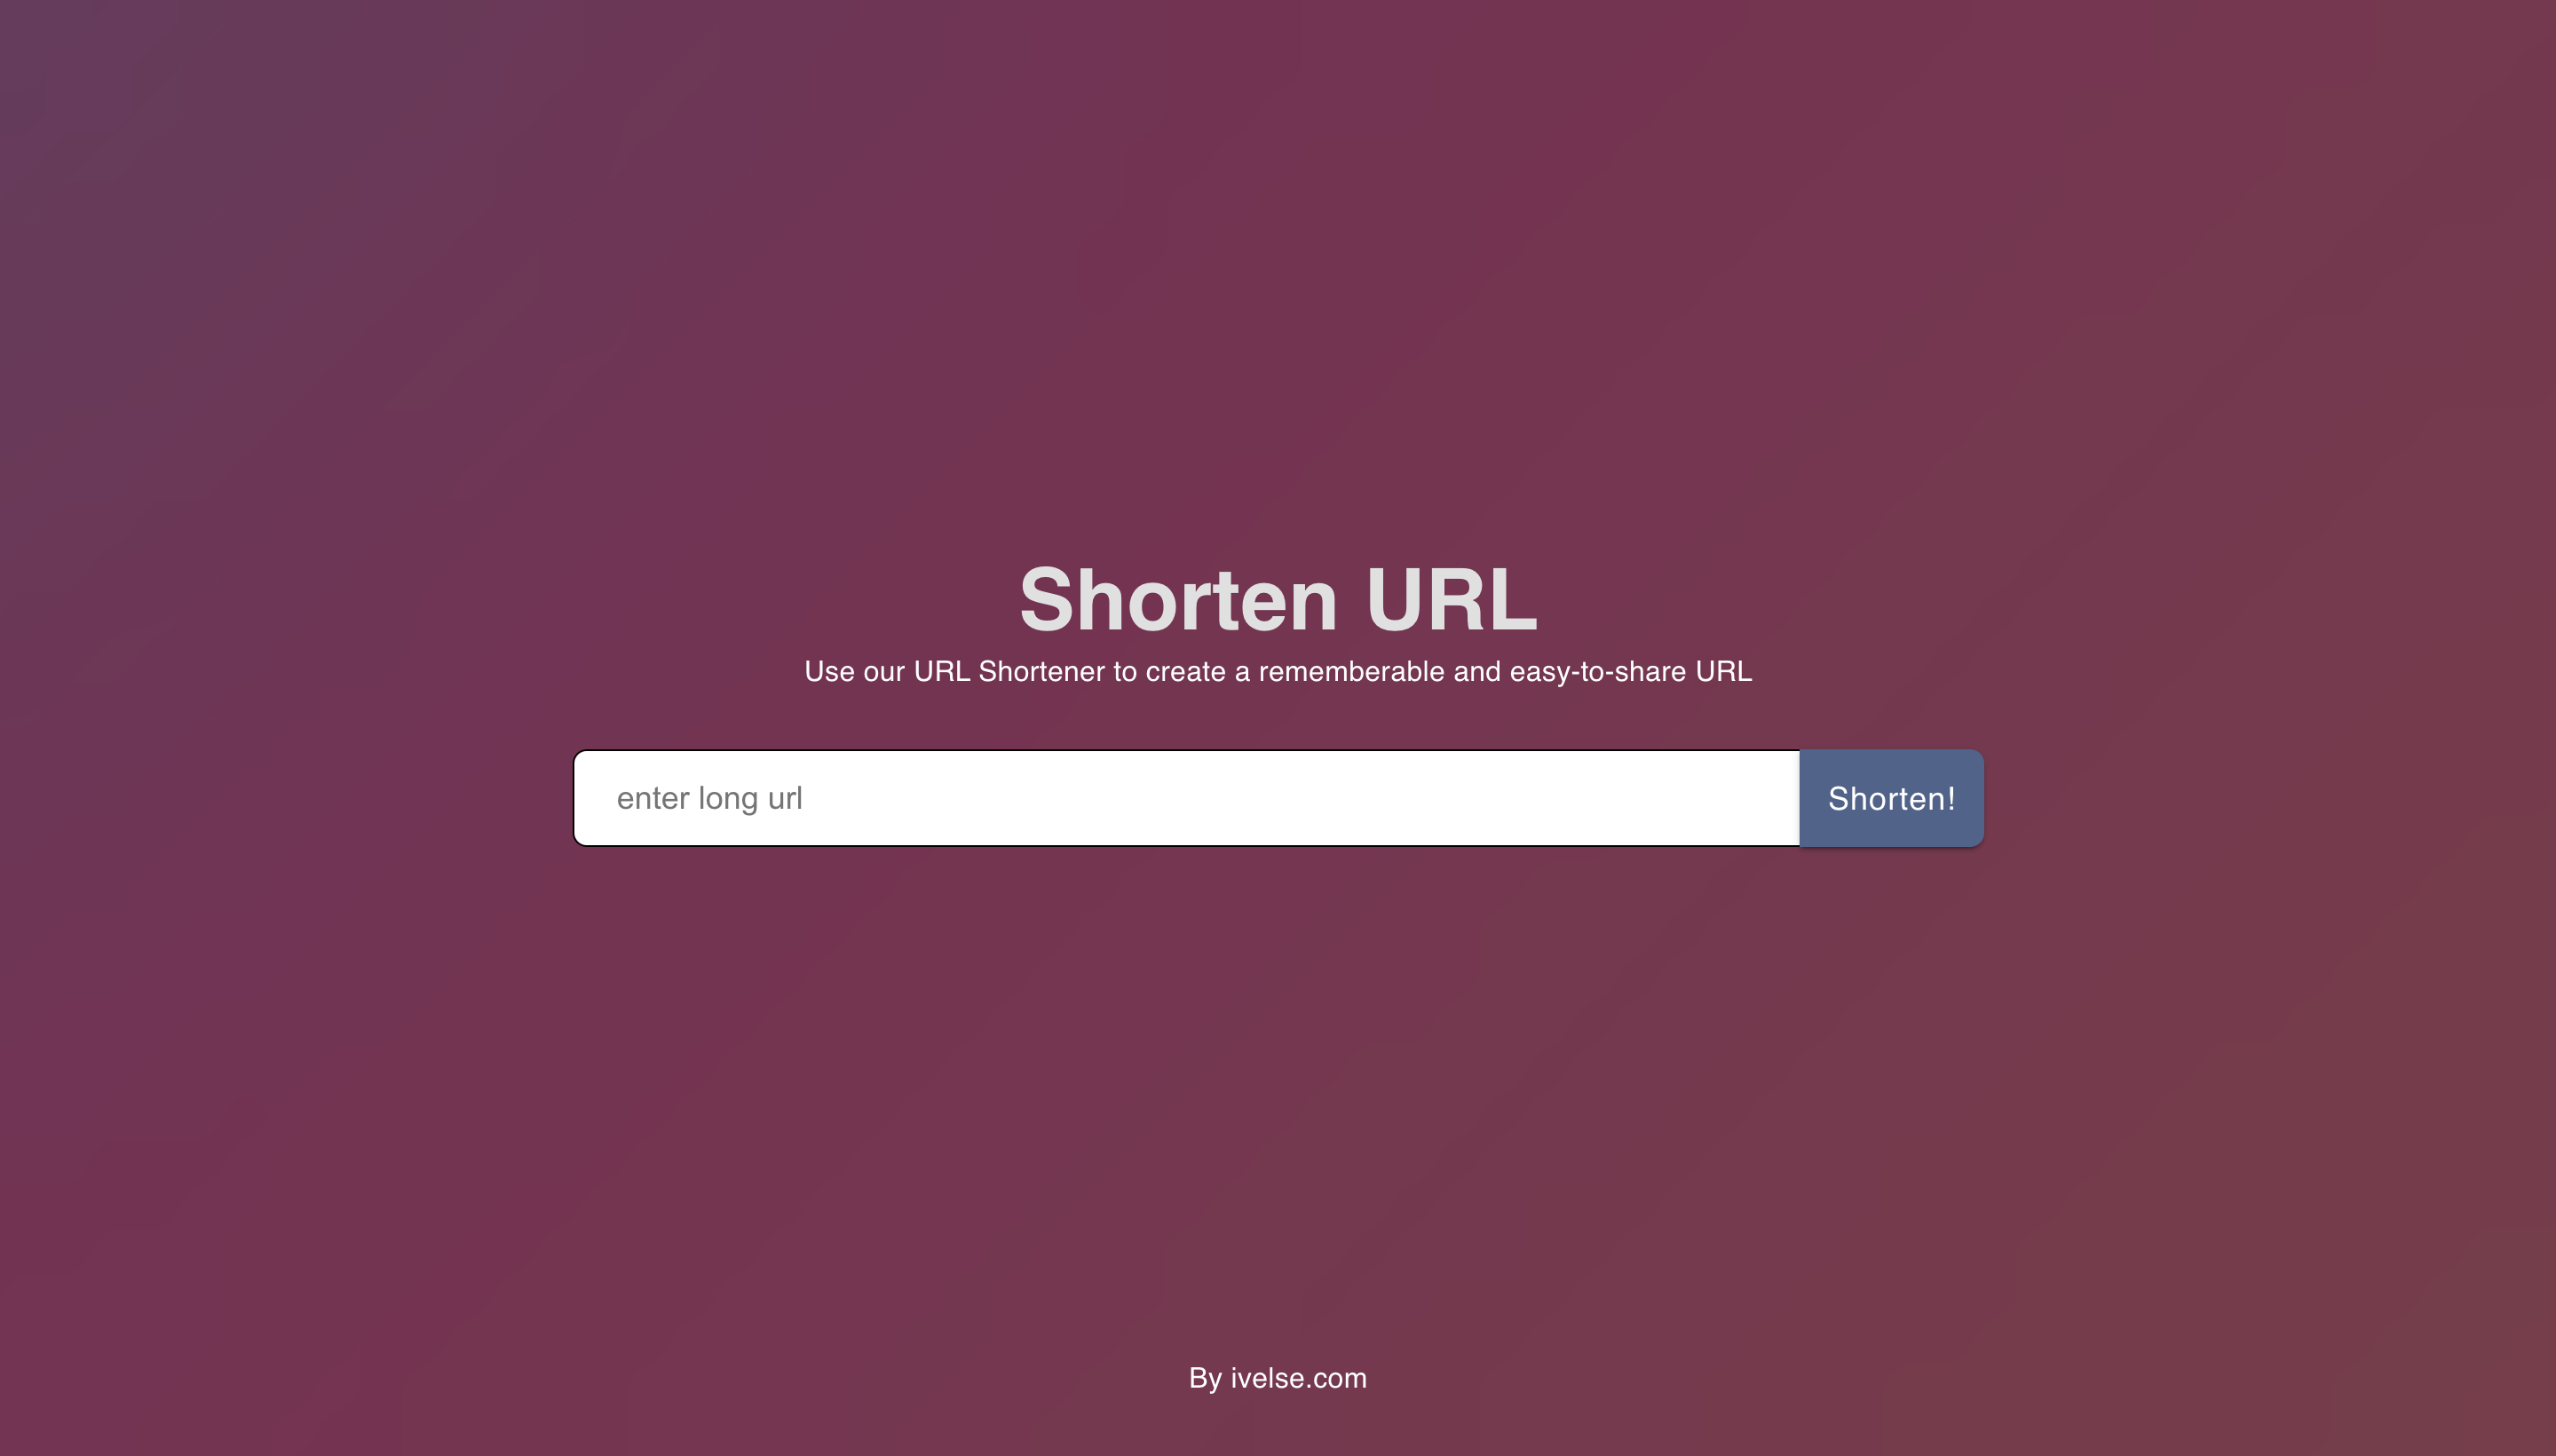 Shorten URL
Use our URL Shortener to create a rememberable and easy-to-share URL
enter long url
Shorten!
By ivelse.com